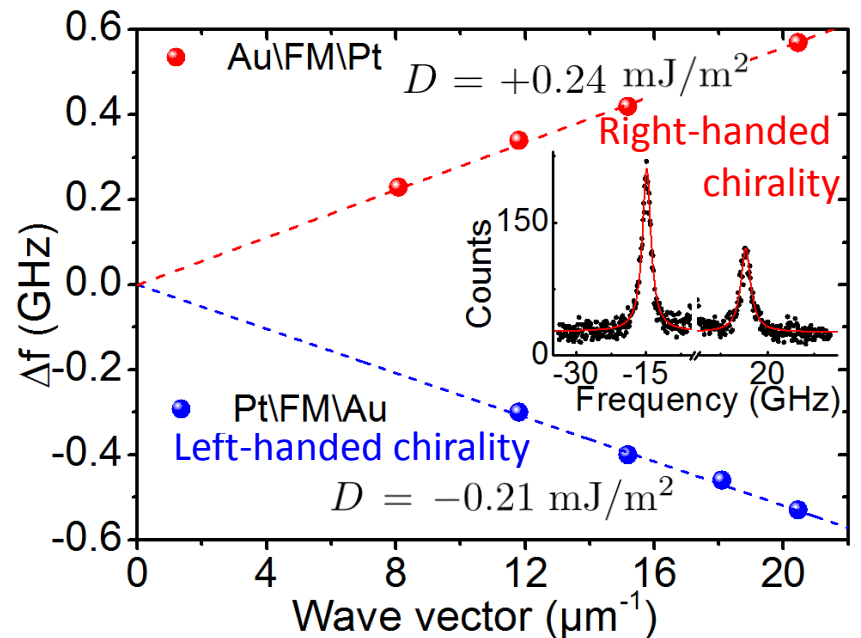 0.6
0.4
0.2
0.0
-0.2
-0.4
-0.6
Δf (GHz)
Au\FM\Pt
D = +0.24 mJ/m²
Right-handed
chirality
150
0
Counts
-30 -15 20
Frequency (GHz)
Pt\FM\Au
Left-handed chirality
D = −0.21 mJ/m²
0 4 8 12 16 20
Wave vector (µm⁻¹)